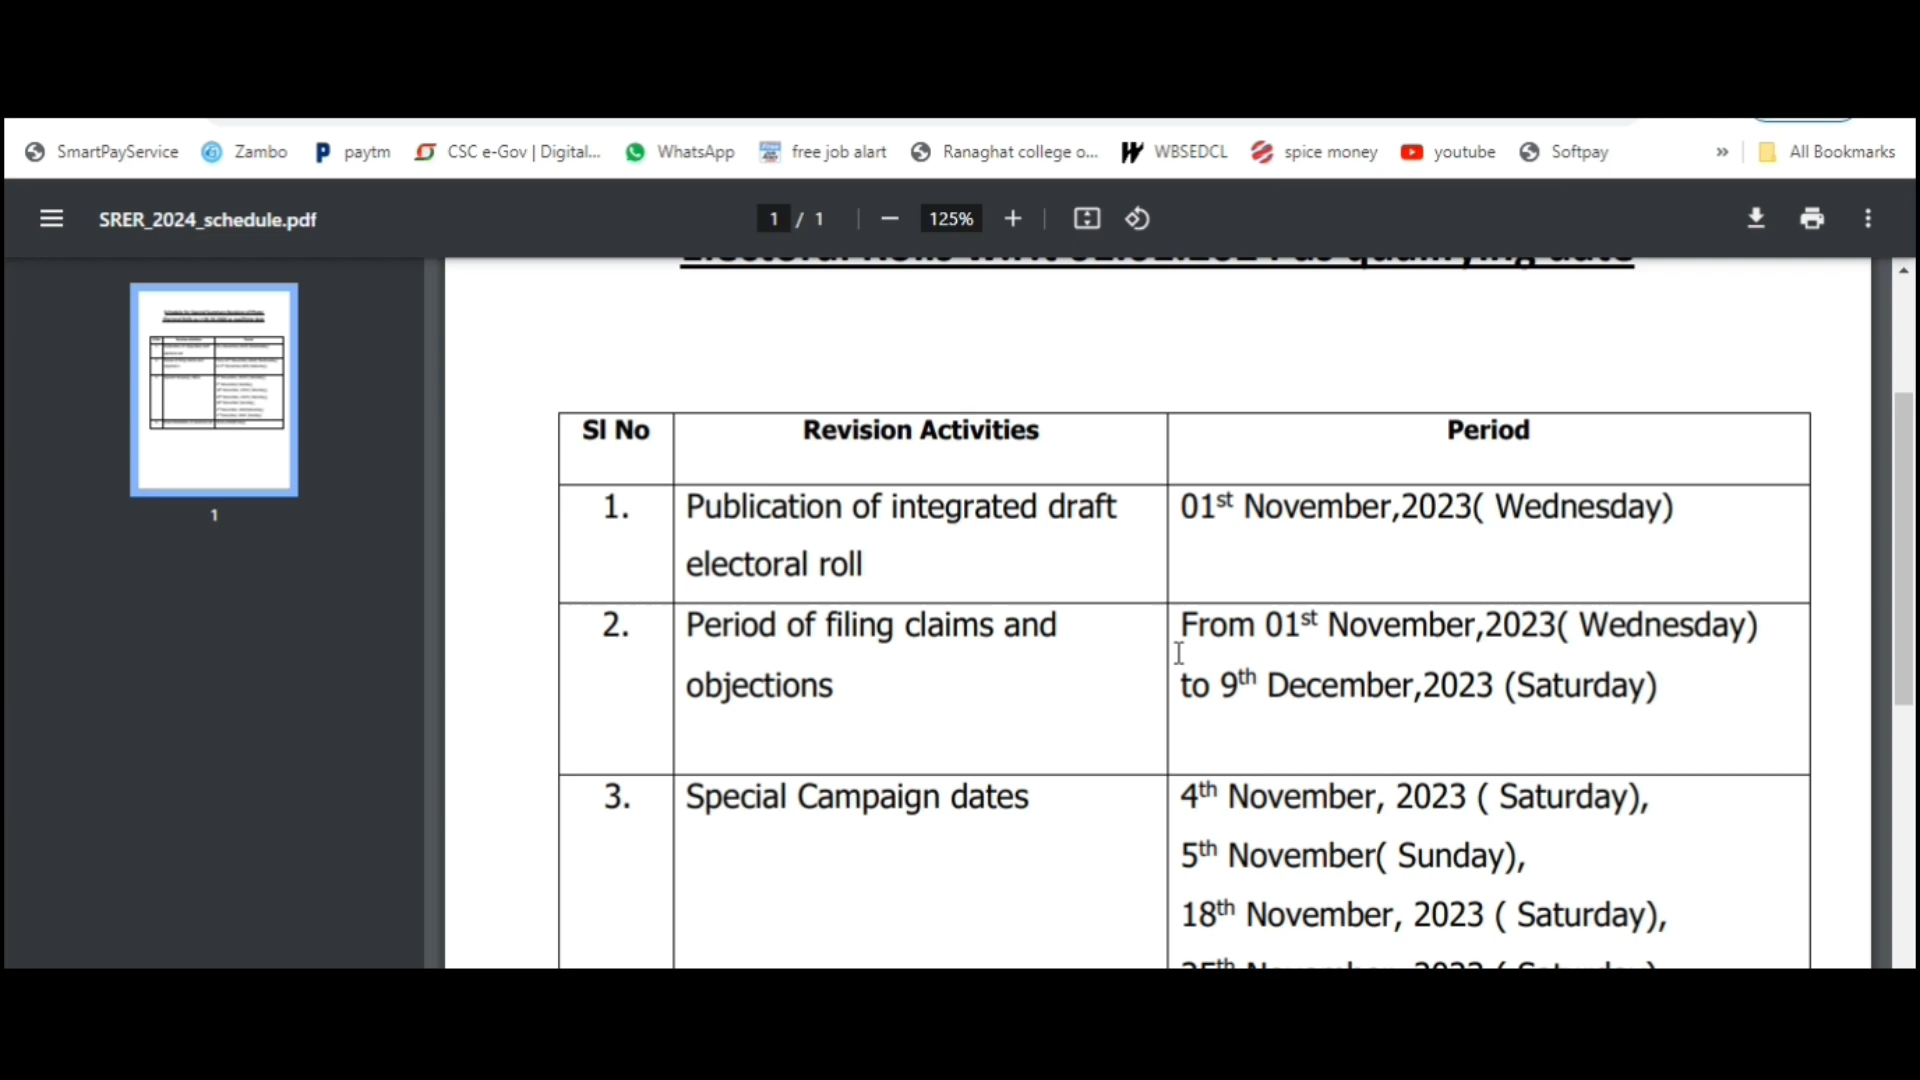 SmartPayService Zambo paytm CSC e-Gov | Digital... WhatsApp free job alart Ranaghat college o... WBSEDCL spice money youtube Softpay » All Bookmarks
SRER_2024_schedule.pdf 1 / 1 125%
1
Sl No Revision Activities Period
1. Publication of integrated draft 01st November,2023( Wednesday)
electoral roll
2. Period of filing claims and From 01st November,2023( Wednesday)
objections to 9th December,2023 (Saturday)
3. Special Campaign dates 4th November, 2023 ( Saturday),
5th November( Sunday),
18th November, 2023 ( Saturday),